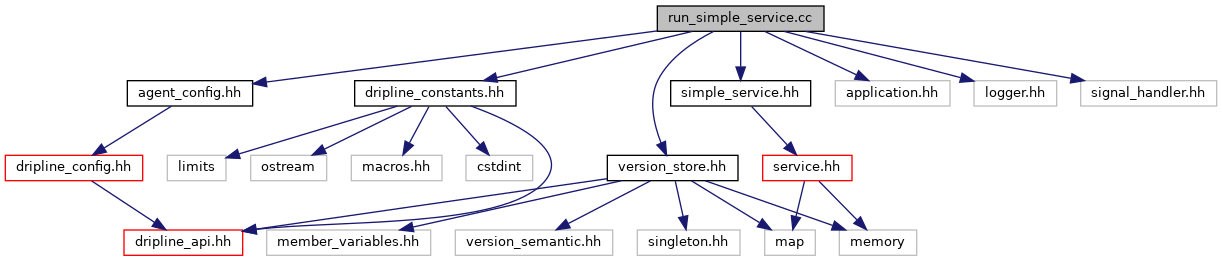 run_simple_service.cc
agent_config.hh
dripline_constants.hh
simple_service.hh
application.hh
logger.hh
signal_handler.hh
dripline_config.hh
limits
ostream
macros.hh
cstdint
version_store.hh
service.hh
dripline_api.hh
member_variables.hh
version_semantic.hh
singleton.hh
map
memory